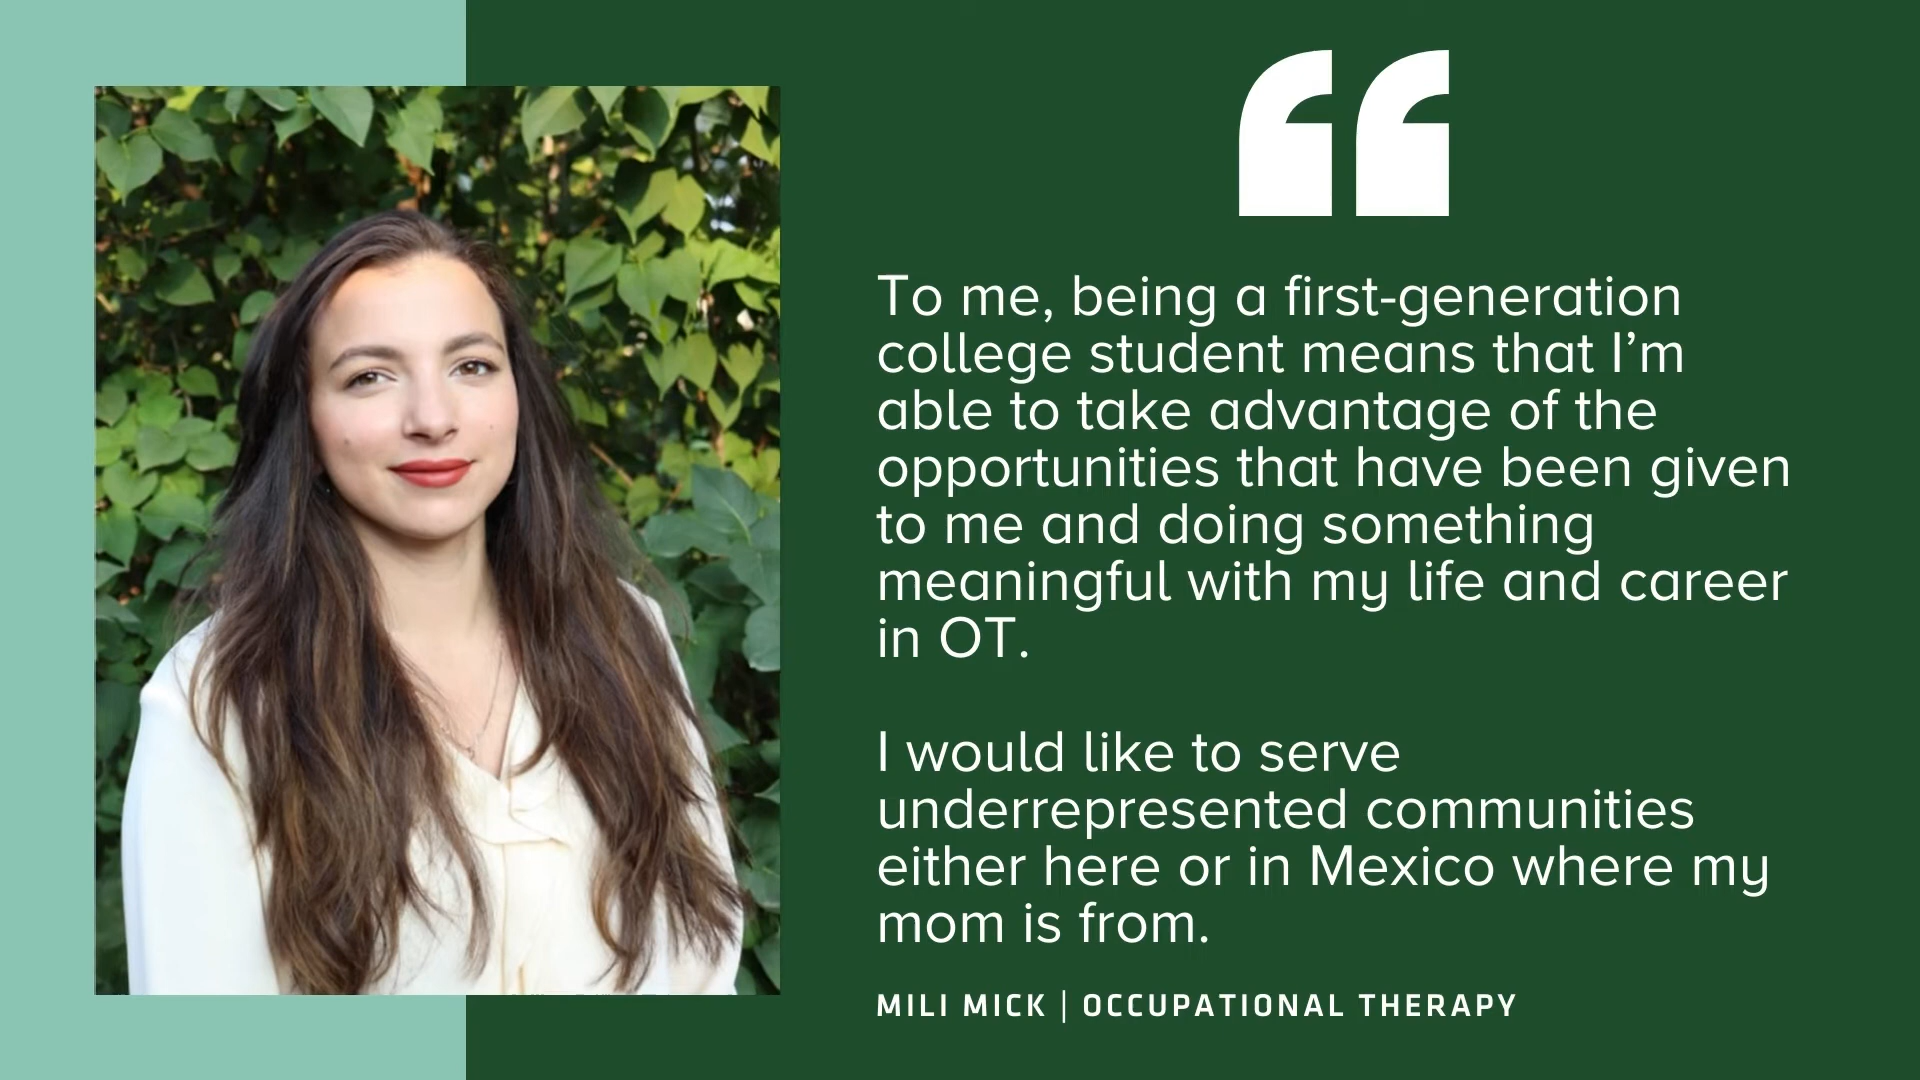 “
To me, being a first-generation
college student means that I’m
able to take advantage of the
opportunities that have been given
to me and doing something
meaningful with my life and career
in OT.
I would like to serve
underrepresented communities
either here or in Mexico where my
mom is from.
MILI MICK | OCCUPATIONAL THERAPY